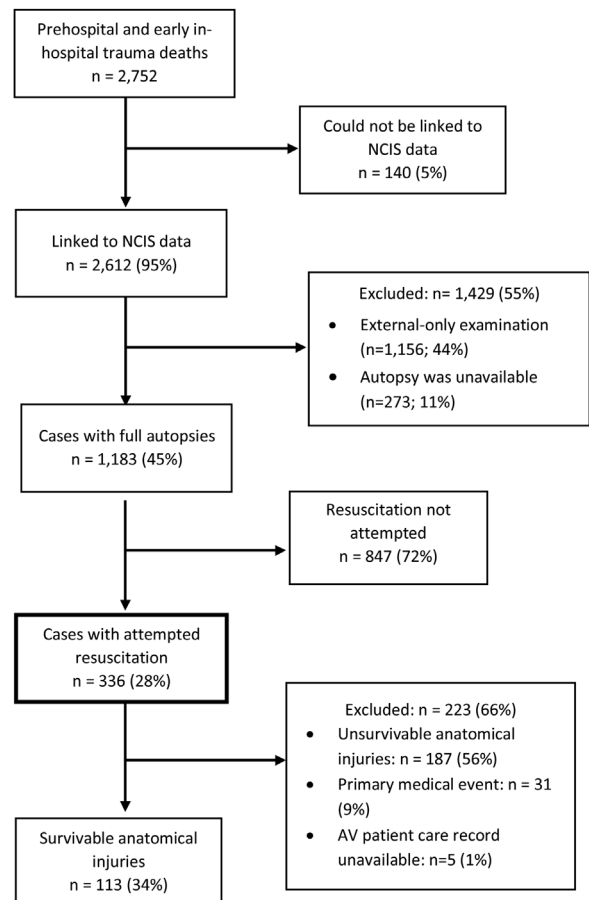 Prehospital and early in-
hospital trauma deaths
n = 2,752
Could not be linked to
NCIS data
n = 140 (5%)
Linked to NCIS data
n = 2,612 (95%)
Excluded: n= 1,429 (55%)
• External-only examination
(n=1,156; 44%)
• Autopsy was unavailable
(n=273; 11%)
Cases with full autopsies
n = 1,183 (45%)
Resuscitation not
attempted
n = 847 (72%)
Cases with attempted
resuscitation
n = 336 (28%)
Excluded: n = 223 (66%)
• Unsurvivable anatomical
injuries: n = 187 (56%)
• Primary medical event: n = 31
(9%)
• AV patient care record
unavailable: n=5 (1%)
Survivable anatomical
injuries
n = 113 (34%)